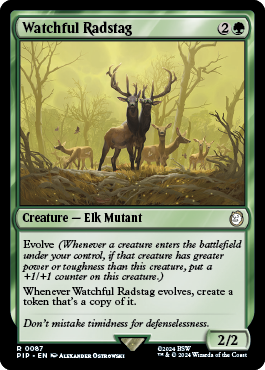 Watchful Radstag 2
Creature — Elk Mutant
Evolve (Whenever a creature enters the battlefield
under your control, if that creature has greater
power or toughness than this creature, put a
+1/+1 counter on this creature.)
Whenever Watchful Radstag evolves, create a
token that's a copy of it.
Don't mistake timidness for defenselessness.
2/2
R 0087
PIP • EN Alexander Ostrowski
©2024 BSW
™ & © 2024 Wizards of the Coast